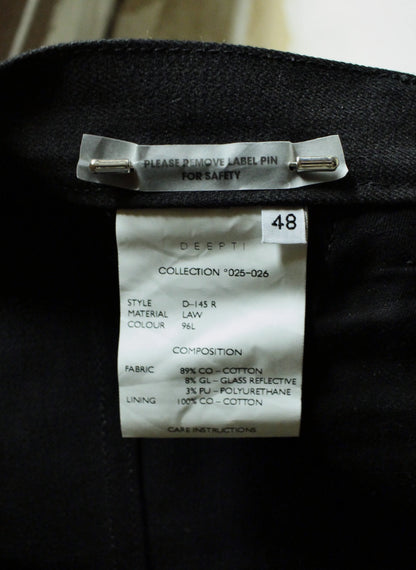 PLEASE REMOVE LABEL PIN
FOR SAFETY
48
DEEPTI
COLLECTION °025-026
STYLE D-145 R
MATERIAL LAW
COLOUR 96L
COMPOSITION
FABRIC 89% CO - COTTON
8% GL - GLASS REFLECTIVE
3% PU - POLYURETHANE
LINING 100% CO - COTTON
CARE INSTRUCTIONS